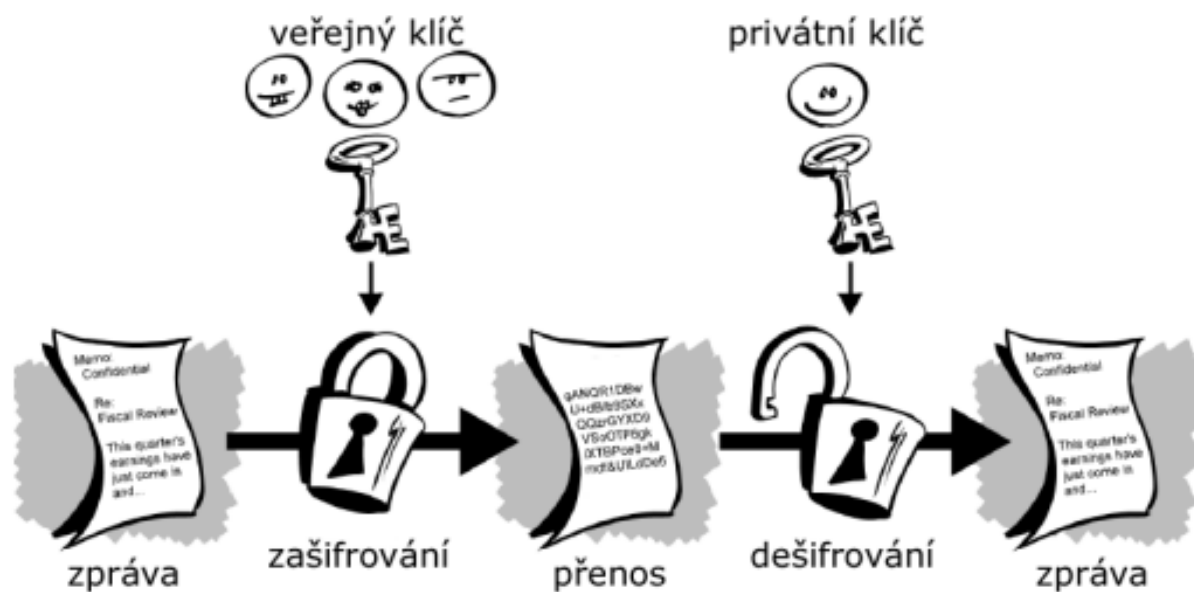 veřejný klíč
privátní klíč
Memo:
Confidential
Re:
Fiscal Review
This quarter's
earnings have
just come in
and...
Memo:
Confidential
Re:
Fiscal Review
This quarter's
earnings have
just come in
and...
zašifrování
dešifrování
zpráva
přenos
zpráva